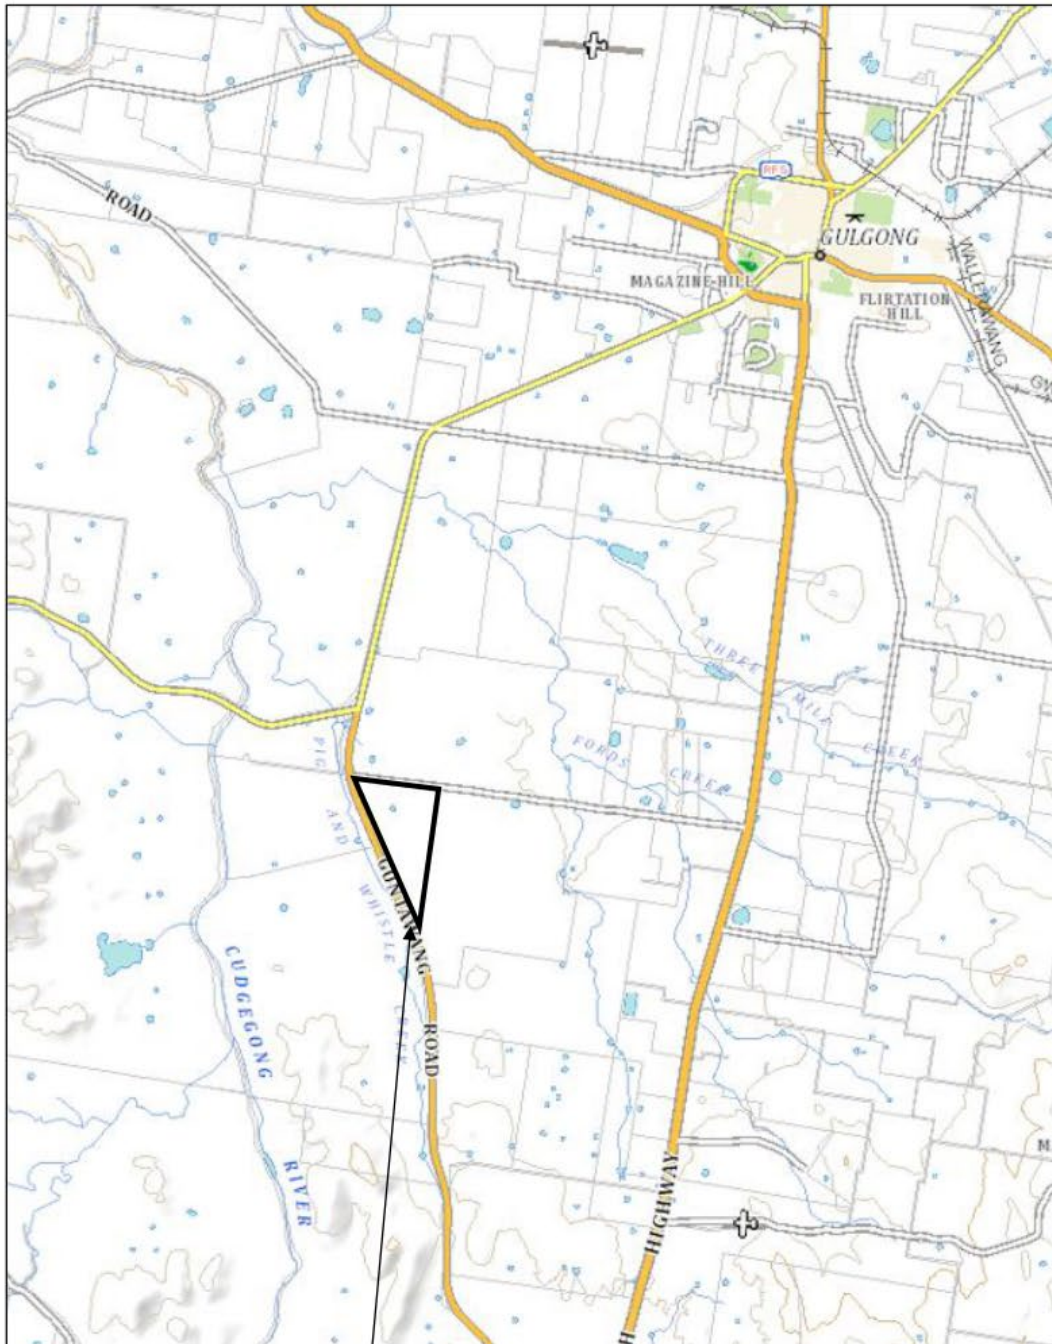 RFS
ROAD
GULGONG
WALLERAWANG
MAGAZINE HILL
FLIRTATION
HILL
THREE MILE CREEK
FORDS CREEK
PIG AND WHISTLE CREEK
GUNTAWANG ROAD
CUDGEGONG RIVER
M
HIGHWAY
H